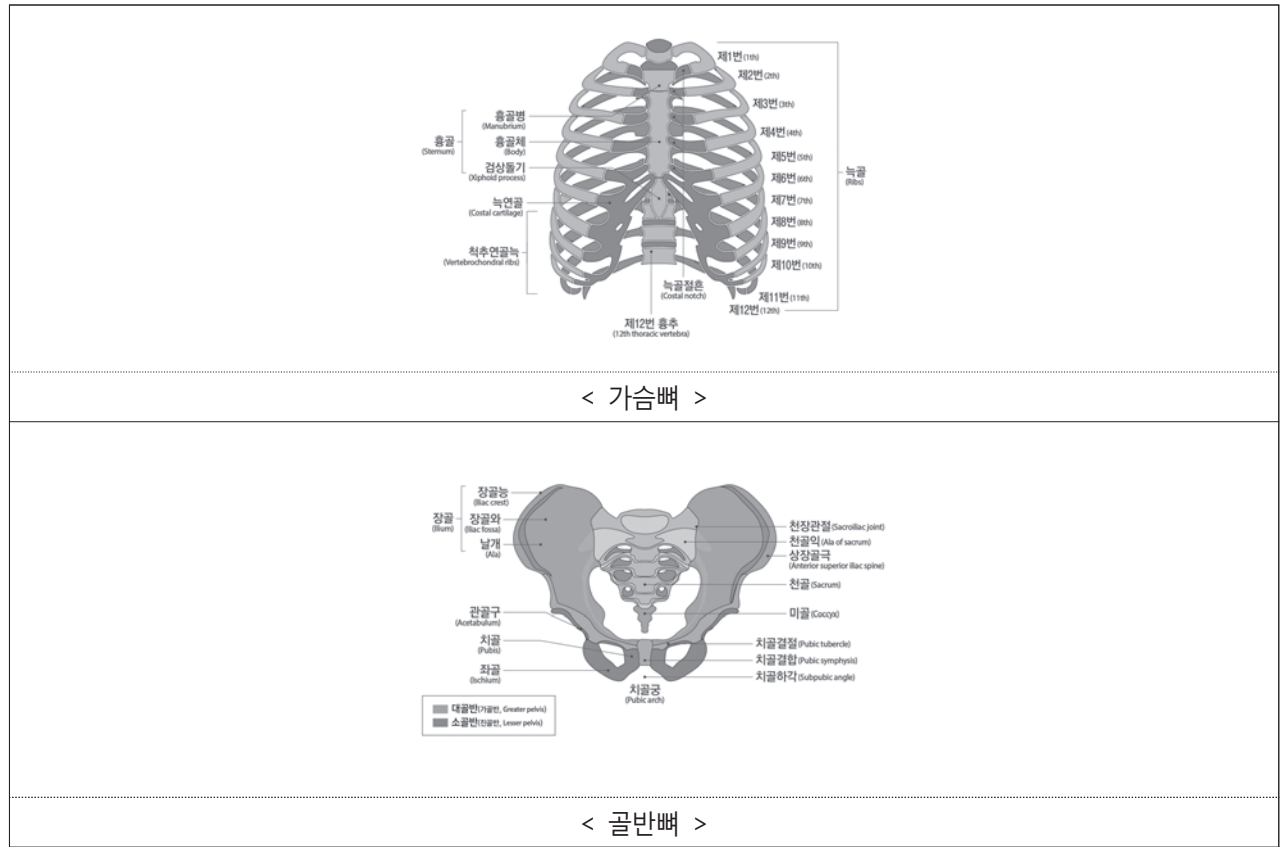 제1번(1th)
제2번(2th)
제3번(3th)
흉골병
(Manubrium)
제4번(4th)
흉골
(Sternum)
흉골체
(Body)
제5번(5th)
검상돌기
(Xiphoid process)
제6번(6th)
늑골
(Ribs)
늑연골
(Costal cartilage)
제7번(7th)
제8번(8th)
제9번(9th)
척추연골늑
(Vertebrochondral ribs)
제10번(10th)
늑골절흔
(Costal notch)
제11번(11th)
제12번(12th)
제12번 흉추
(12th thoracic vertebra)
< 가슴뼈 >
장골능
(Iliac crest)
장골
(Ilium)
장골와
(Iliac fossa)
날개
(Ala)
천장관절(Sacroiliac joint)
천골익(Ala of sacrum)
상장골극
(Anterior superior iliac spine)
천골(Sacrum)
관골구
(Acetabulum)
미골(Coccyx)
치골
(Pubis)
치골결절(Pubic tubercle)
치골결합(Pubic symphysis)
좌골
(Ischium)
치골하각(Subpubic angle)
치골궁
(Pubic arch)
대골반(가골반, Greater pelvis)
소골반(진골반, Lesser pelvis)
< 골반뼈 >